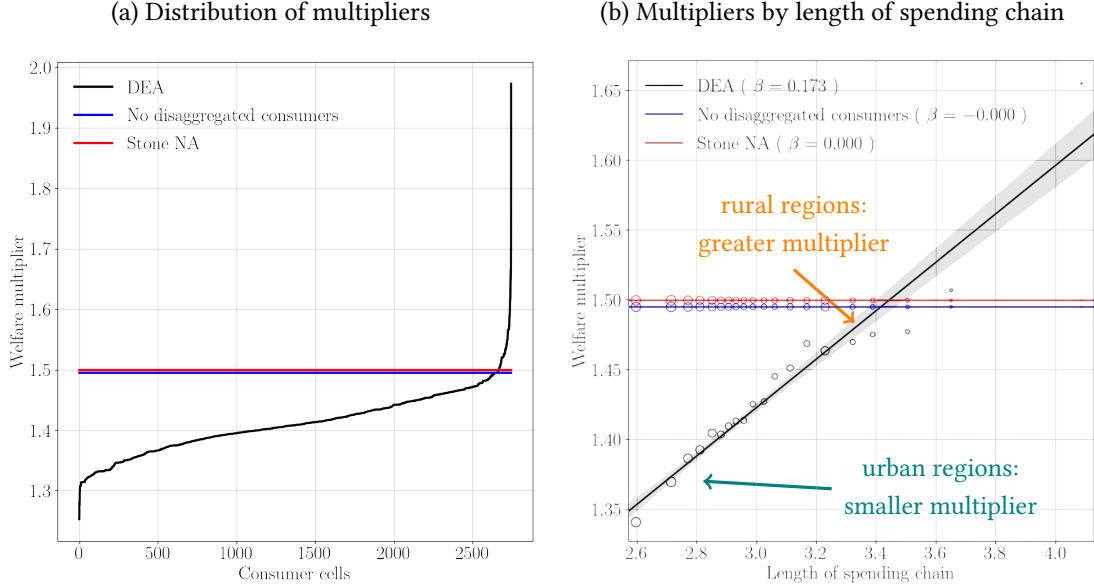 (a) Distribution of multipliers
2.0
1.9
1.8
1.7
1.6
1.5
1.4
1.3
Welfare multiplier
DEA
No disaggregated consumers
Stone NA
0 500 1000 1500 2000 2500
Consumer cells
(b) Multipliers by length of spending chain
1.65
1.60
1.55
1.50
1.45
1.40
1.35
Welfare multiplier
DEA ( β = 0.173 )
No disaggregated consumers ( β = −0.000 )
Stone NA ( β = 0.000 )
rural regions:
greater multiplier
urban regions:
smaller multiplier
2.6 2.8 3.0 3.2 3.4 3.6 3.8 4.0
Length of spending chain